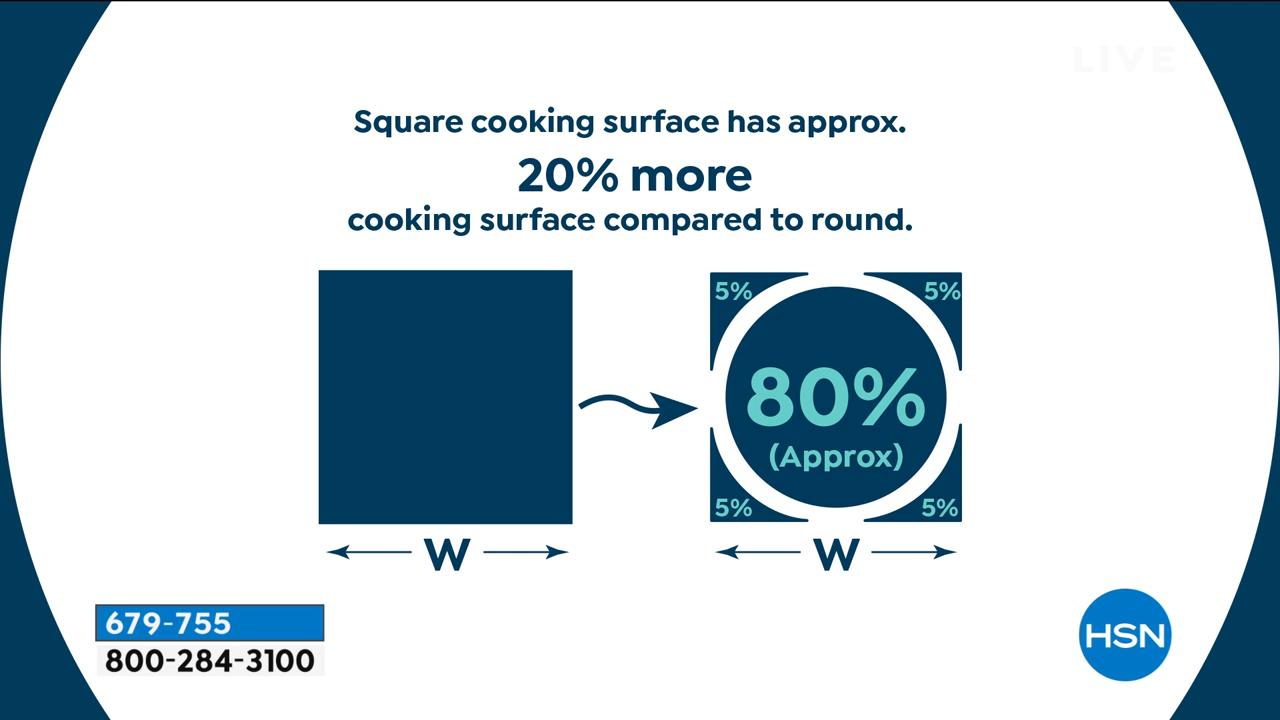 LIVE
Square cooking surface has approx.
20% more
cooking surface compared to round.
5%
5%
80%
(Approx)
5%
5%
W
W
679-755
800-284-3100
HSN